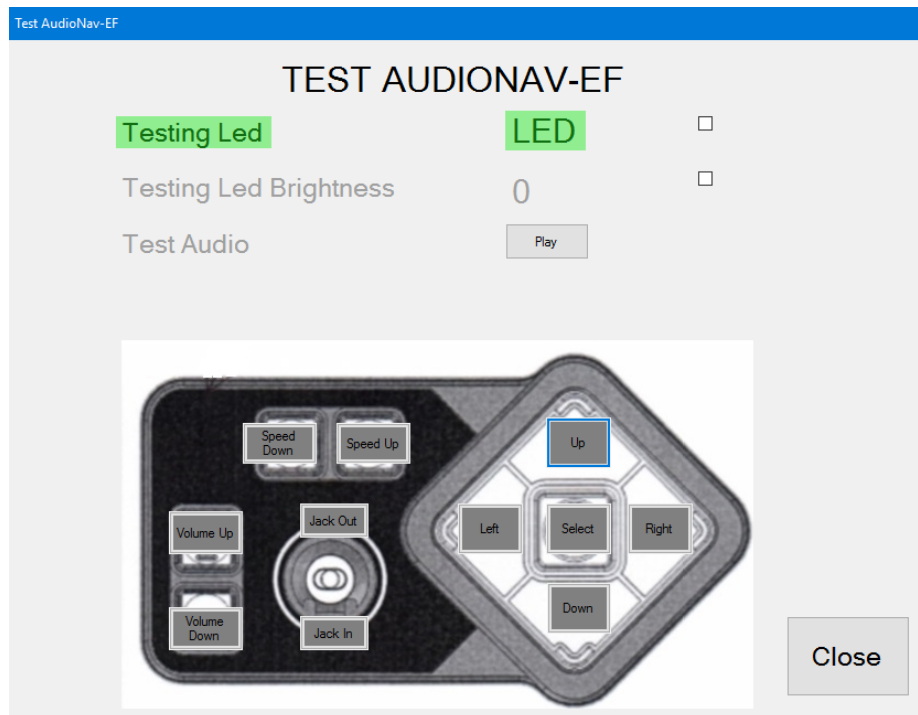 Test AudioNav-EF
TEST AUDIONAV-EF
Testing Led LED
Testing Led Brightness 0
Test Audio Play
Speed
Down
Speed Up
Up
Volume Up
Jack Out
Left
Select
Right
Volume
Down
Jack In
Down
Close